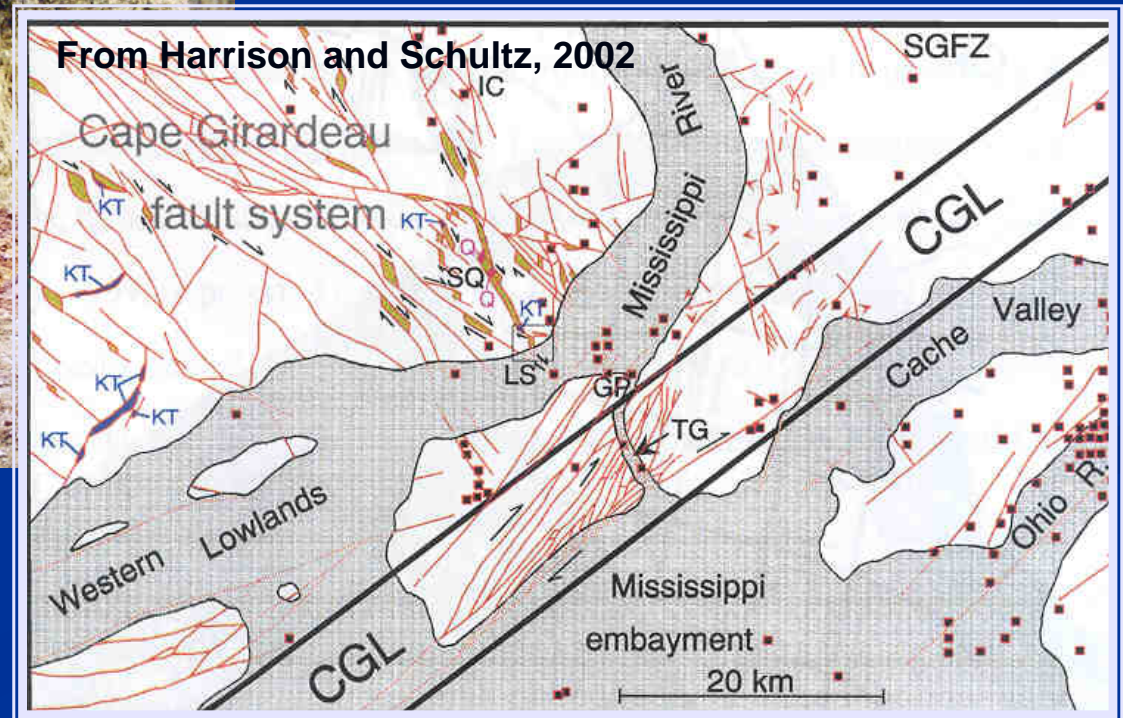 From Harrison and Schultz, 2002
SGFZ
IC
River
Cape Girardeau
fault system
KT
KT
Mississippi
CGL
Q
SQ
Q
KT
KT
Valley
Cache
LS
GP
KT
KT
KT
TG
Ohio R.
Western Lowlands
Mississippi
embayment
CGL
20 km